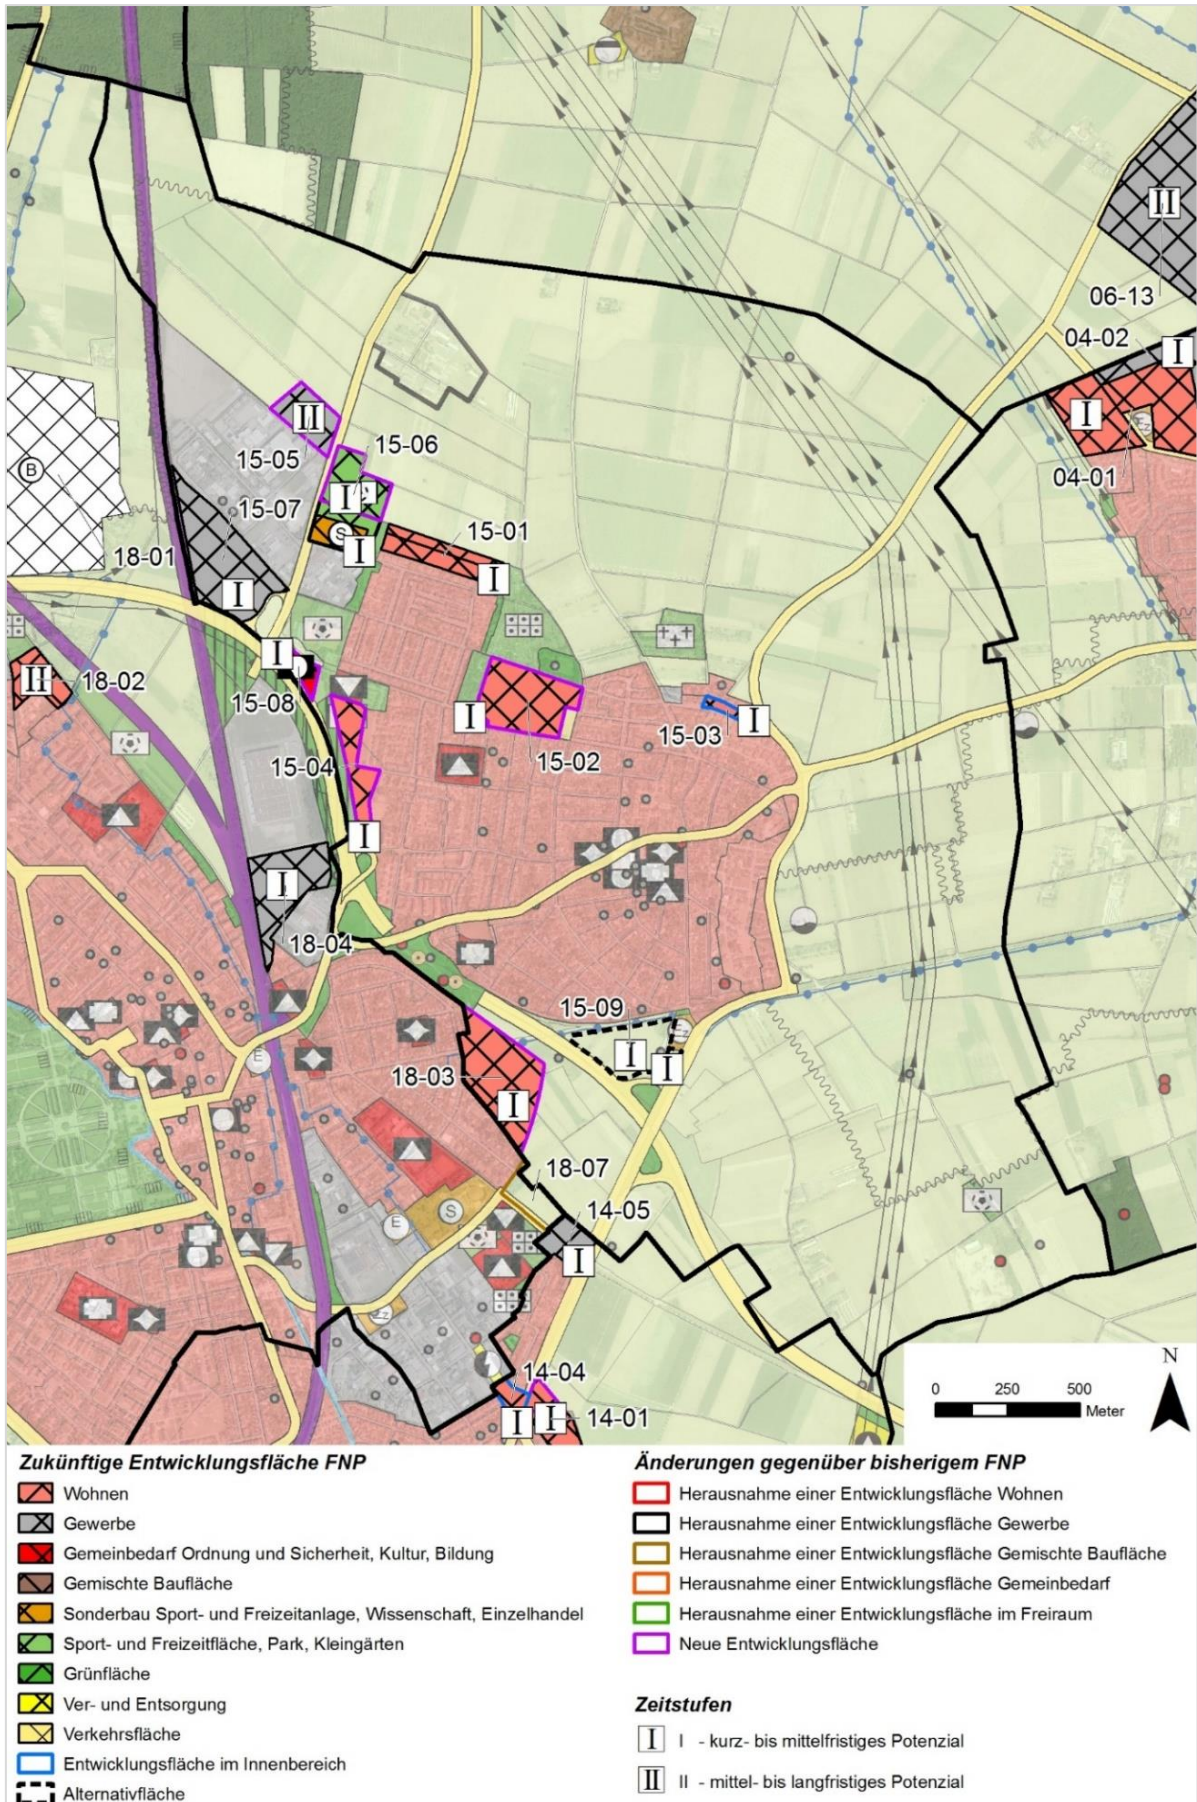 II
06-13
04-02
I
I
04-01
II
15-05
15-06
15-07
I
S
I
15-01
I
B
18-01
I
I
II
18-02
15-08
I
15-02
15-03
I
15-04
I
I
18-04
15-09
I
I
E
18-03
I
18-07
14-05
I
E
S
14-04
I
I
14-01
N
0 250 500
Meter
Zukünftige Entwicklungsfläche FNP
Wohnen
Gewerbe
Gemeinbedarf Ordnung und Sicherheit, Kultur, Bildung
Gemischte Baufläche
Sonderbau Sport- und Freizeitanlage, Wissenschaft, Einzelhandel
Sport- und Freizeitfläche, Park, Kleingärten
Grünfläche
Ver- und Entsorgung
Verkehrsfläche
Entwicklungsfläche im Innenbereich
Alternativfläche
Änderungen gegenüber bisherigem FNP
Herausnahme einer Entwicklungsfläche Wohnen
Herausnahme einer Entwicklungsfläche Gewerbe
Herausnahme einer Entwicklungsfläche Gemischte Baufläche
Herausnahme einer Entwicklungsfläche Gemeinbedarf
Herausnahme einer Entwicklungsfläche im Freiraum
Neue Entwicklungsfläche
Zeitstufen
I I - kurz- bis mittelfristiges Potenzial
II II - mittel- bis langfristiges Potenzial